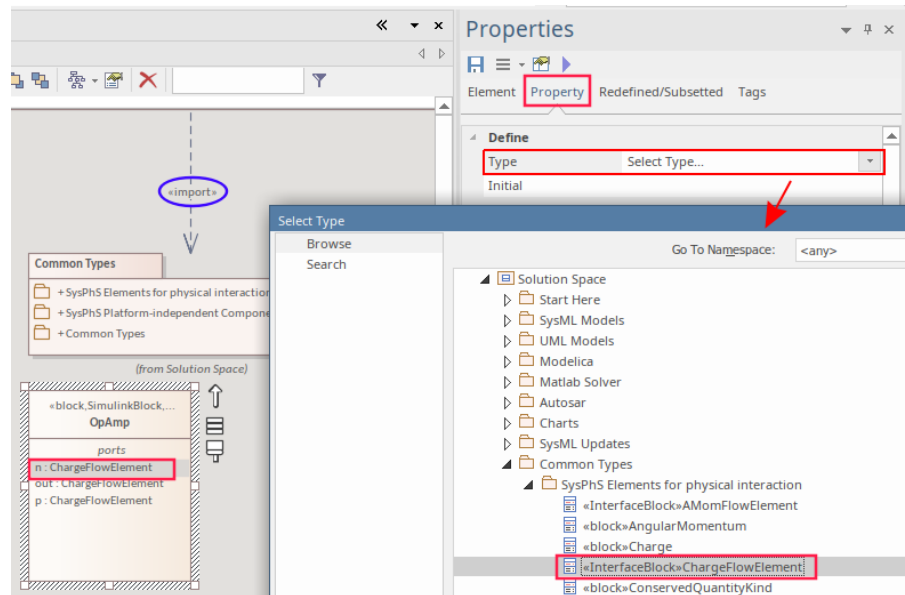 Properties
Element Property Redefined/Subsetted Tags
Define
Type Select Type...
Initial
«import»
Common Types
+SysPhS Elements for physical interaction
+SysPhS Platform-independent Compone
+Common Types
(from Solution Space)
«block,SimulinkBlock,...
OpAmp
ports
n : ChargeFlowElement
out : ChargeFlowElement
p : ChargeFlowElement
Select Type
Browse
Search
Go To Namespace: <any>
Solution Space
Start Here
SysML Models
UML Models
Modelica
Matlab Solver
Autosar
Charts
SysML Updates
Common Types
SysPhS Elements for physical interaction
«InterfaceBlock»AMomFlowElement
«block»AngularMomentum
«block»Charge
«InterfaceBlock»ChargeFlowElement
«block»ConservedQuantityKind